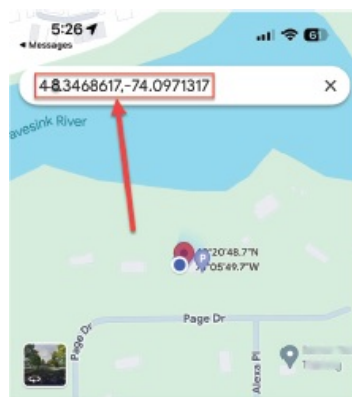 5:26
Messages
48.3468617,-74.0971317
avesink River
P
20'48.7"N
05'49.7"W
Page Dr
Page Dr
Alexa Pl